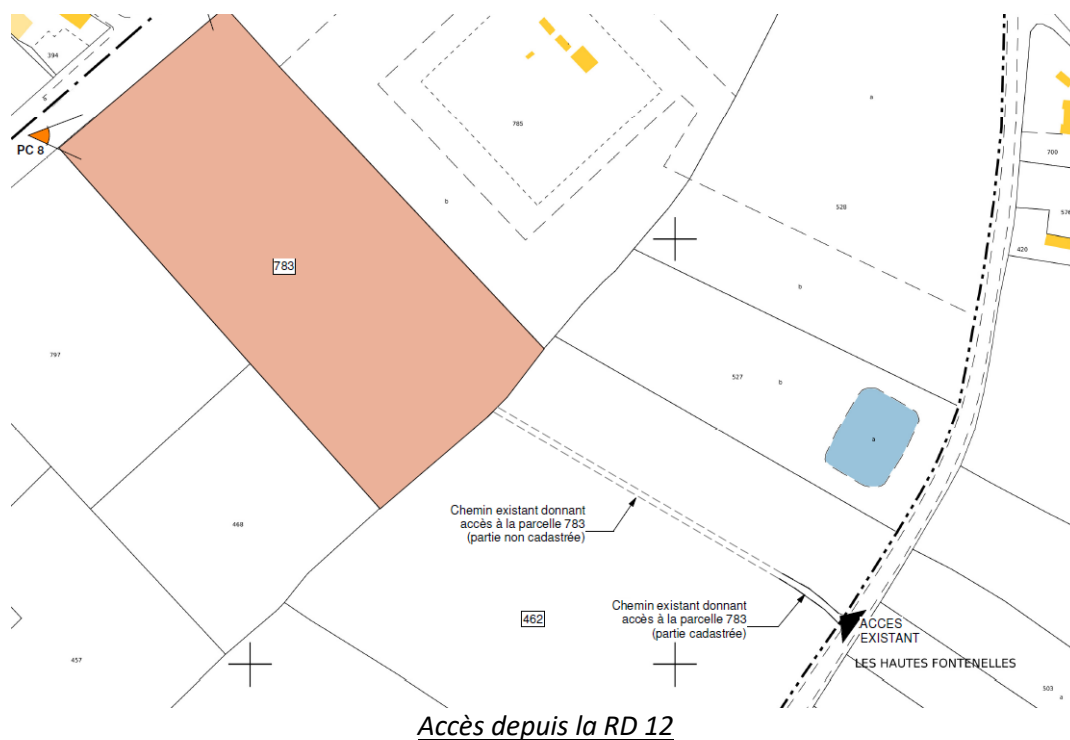 394
s
PC 8
785
a
700
576
b
528
420
783
b
797
527
b
a
Chemin existant donnant
accès à la parcelle 783
(partie non cadastrée)
468
Chemin existant donnant
accès à la parcelle 783
(partie cadastrée)
462
ACCES
EXISTANT
LES HAUTES FONTENELLES
457
503
a
Accès depuis la RD 12